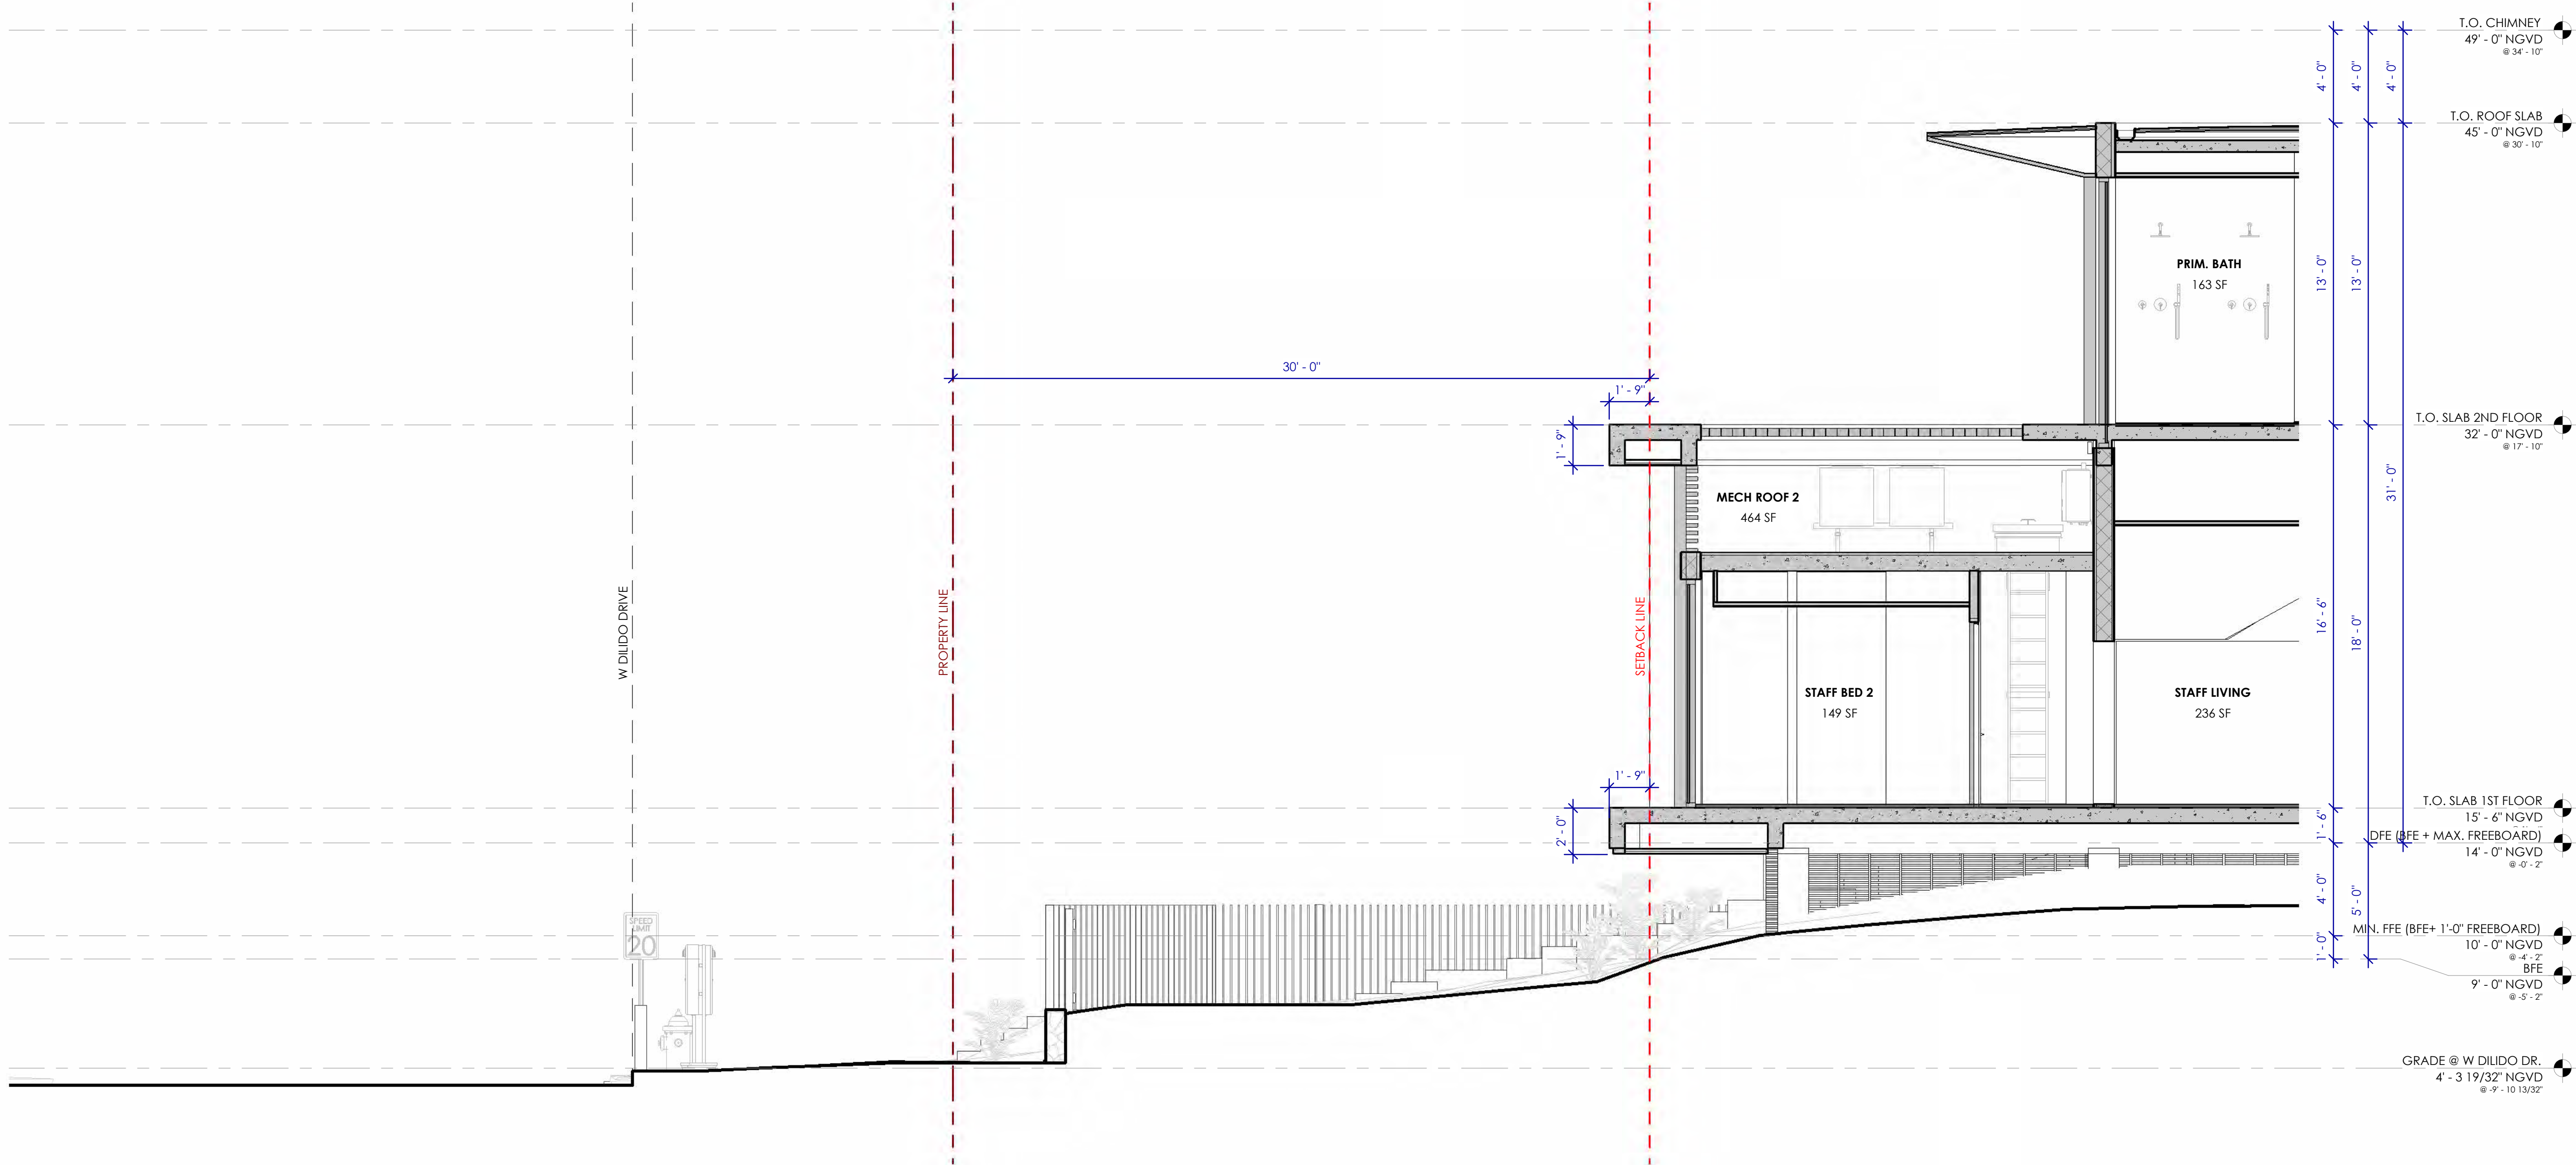 T.O. CHIMNEY
49' - 0" NGVD
@ 34' - 10"
4' - 0"
4' - 0"
4' - 0"
T.O. ROOF SLAB
45' - 0" NGVD
@ 30' - 10"
PRIM. BATH
163 SF
13' - 0"
13' - 0"
30' - 0"
1' - 9"
T.O. SLAB 2ND FLOOR
32' - 0" NGVD
@ 17' - 10"
1' - 9"
31' - 0"
MECH ROOF 2
464 SF
W DILIDO DRIVE
PROPERTY LINE
SETBACK LINE
16' - 6"
18' - 0"
STAFF BED 2
149 SF
STAFF LIVING
236 SF
1' - 9"
T.O. SLAB 1ST FLOOR
15' - 6" NGVD
2' - 0"
1' - 6"
DFE (BFE + MAX. FREEBOARD)
14' - 0" NGVD
@ -0' - 2"
4' - 0"
5' - 0"
SPEED
LIMIT
20
MIN. FFE (BFE+ 1'-0" FREEBOARD)
10' - 0" NGVD
@ -4' - 2"
1' - 0"
BFE
9' - 0" NGVD
@ -5' - 2"
GRADE @ W DILIDO DR.
4' - 3 19/32" NGVD
@ -9' - 10 13/32"